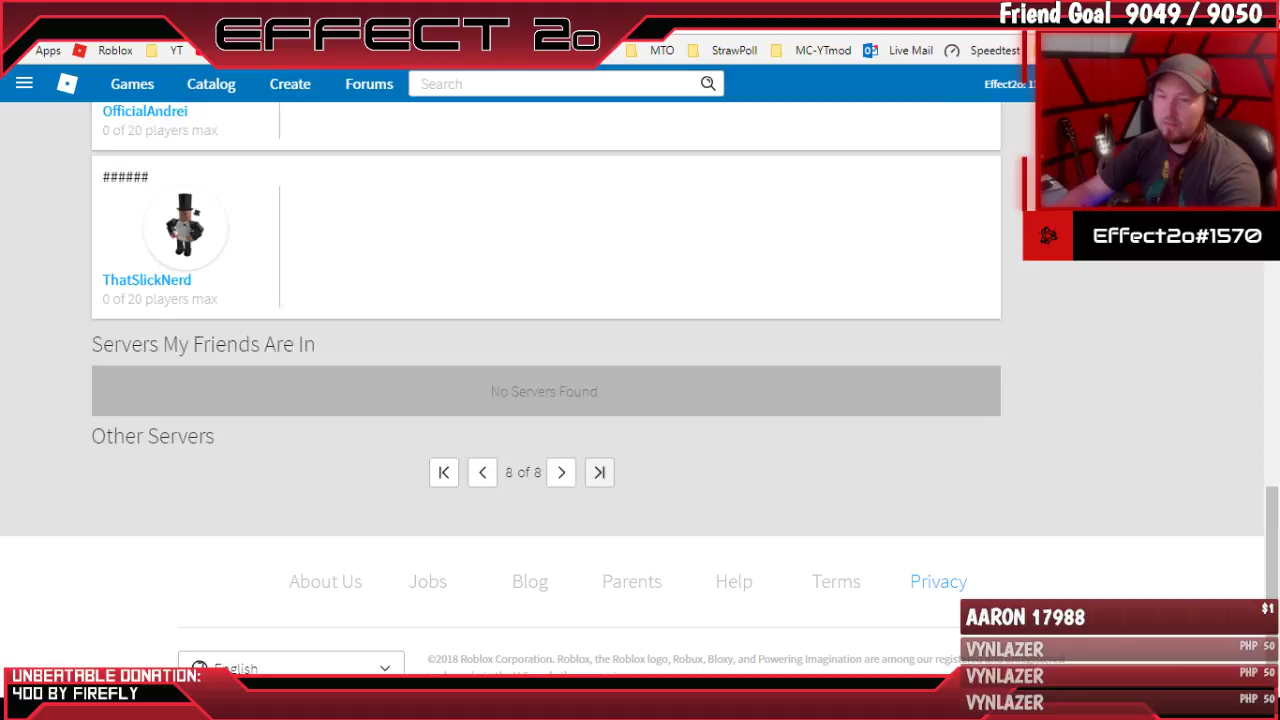 EFFECT 2o
Friend Goal 9049 / 9050
Apps Roblox YT MTO StrawPoll MC-YTmod Live Mail Speedtest
Games Catalog Create Forums Search Effect2o:
OfficialAndrei
0 of 20 players max
######
ThatSlickNerd
0 of 20 players max
Effect2o#1570
Servers My Friends Are In
No Servers Found
Other Servers
8 of 8
About Us Jobs Blog Parents Help Terms Privacy
English
©2018 Roblox Corporation. Roblox, the Roblox logo, Robux, Bloxy, and Powering Imagination are among our
AARON 17988 $1
VYNLAZER PHP 50
VYNLAZER PHP 50
VYNLAZER PHP 50
UNBEATABLE DONATION:
400 BY FIREFLY